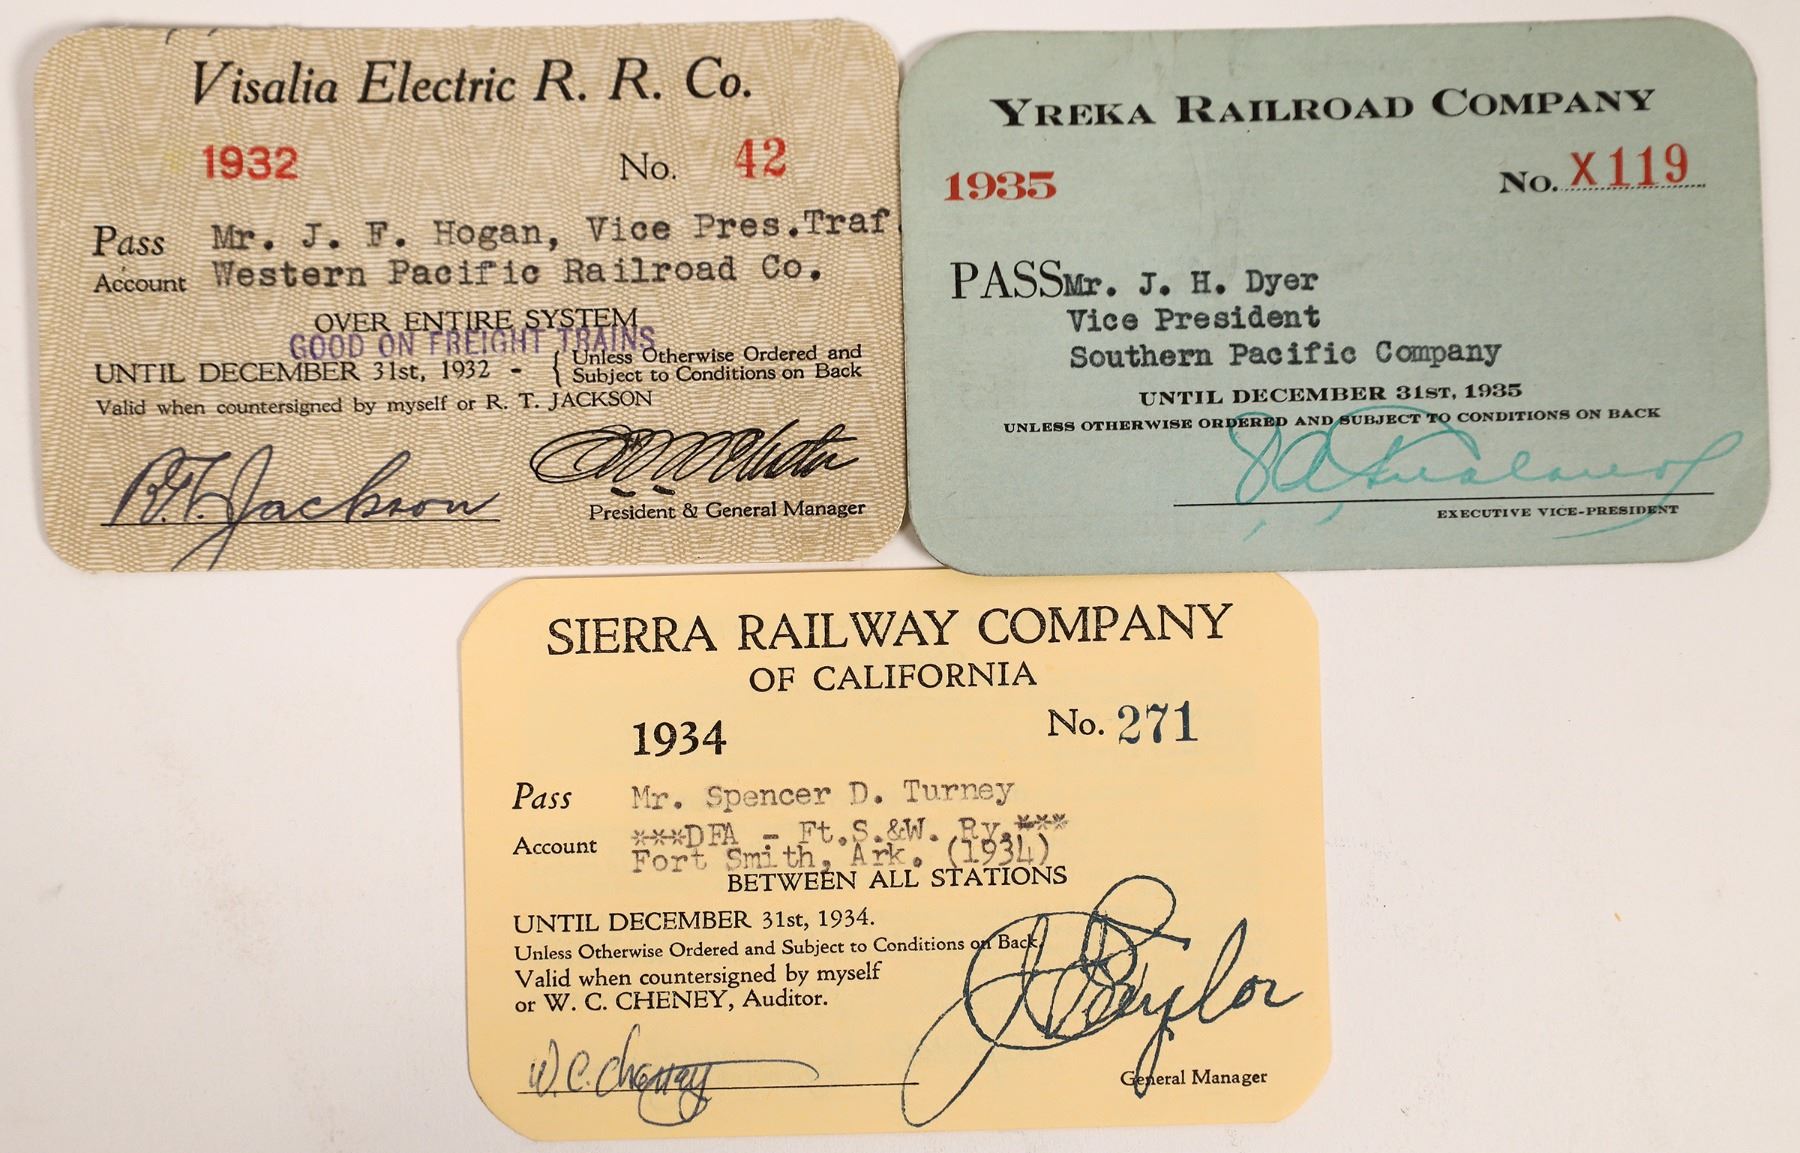 Visalia Electric R. R. Co.
1932 No. 42
Pass Mr. J. F. Hogan, Vice Pres.Traf.
Account Western Pacific Railroad Co.
OVER ENTIRE SYSTEM
GOOD ON FREIGHT TRAINS
UNTIL DECEMBER 31st, 1932 - { Unless Otherwise Ordered and
Subject to Conditions on Back
Valid when countersigned by myself or R. T. JACKSON
R.T. Jackson
President & General Manager
YREKA RAILROAD COMPANY
1935 No. X119
PASS Mr. J. H. Dyer
Vice President
Southern Pacific Company
UNTIL DECEMBER 31ST, 1935
UNLESS OTHERWISE ORDERED AND SUBJECT TO CONDITIONS ON BACK
EXECUTIVE VICE-PRESIDENT
SIERRA RAILWAY COMPANY
OF CALIFORNIA
1934 No. 271
Pass Mr. Spencer D. Turney
Account ***DFA - Ft.S.&W. Ry.***
Fort Smith, Ark. (1934)
BETWEEN ALL STATIONS
UNTIL DECEMBER 31st, 1934.
Unless Otherwise Ordered and Subject to Conditions on Back.
Valid when countersigned by myself
or W. C. CHENEY, Auditor.
W. C. Cheney
General Manager